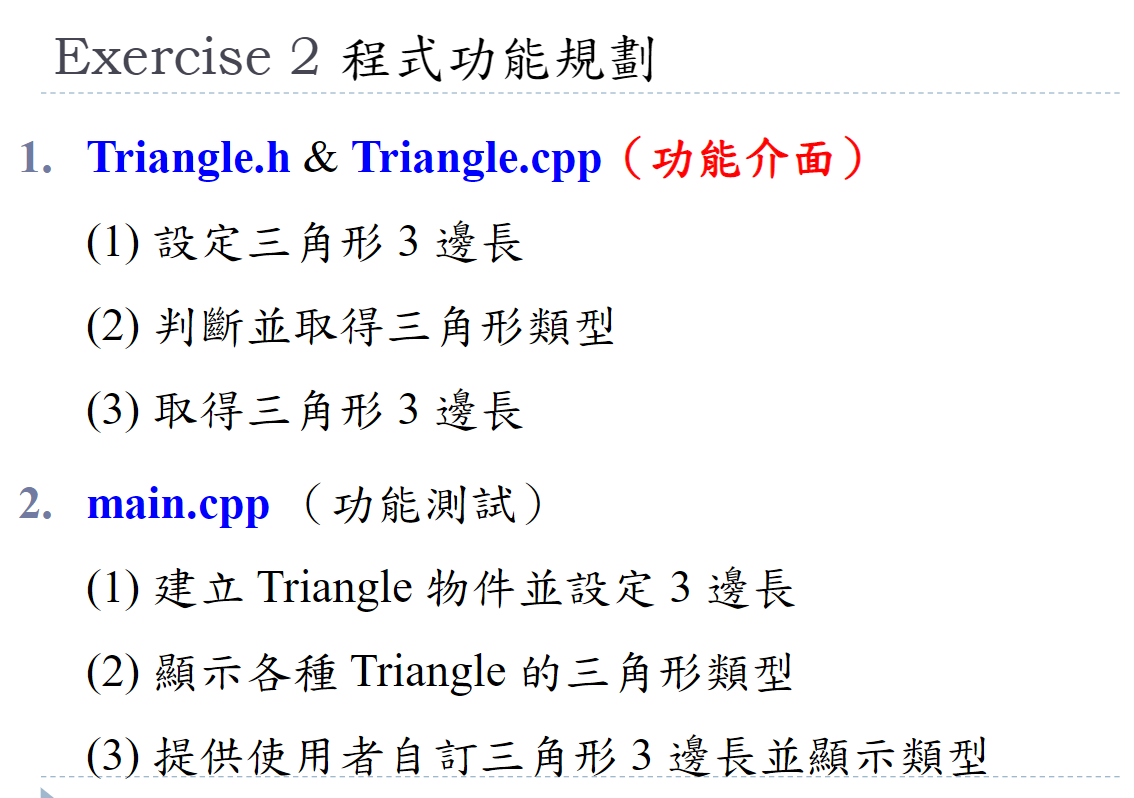 Exercise 2 程式功能規劃
1. Triangle.h & Triangle.cpp（功能介面）
(1) 設定三角形 3 邊長
(2) 判斷並取得三角形類型
(3) 取得三角形 3 邊長
2. main.cpp （功能測試）
(1) 建立 Triangle 物件並設定 3 邊長
(2) 顯示各種 Triangle 的三角形類型
(3) 提供使用者自訂三角形 3 邊長並顯示類型